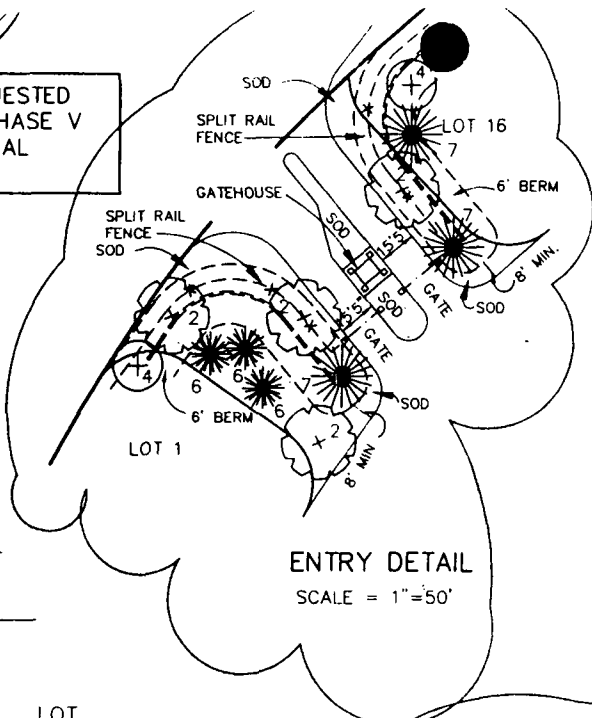 ESTED
HASE V
AL
SOD
SPLIT RAIL
FENCE
4
LOT 16
7
6' BERM
GATEHOUSE
2
7
SPLIT RAIL
FENCE
SOD
SOD
15'5'
8' MIN.
SOD
SOD
GATE
15'5'
GATE
2
2
4
6
6
6
7
SOD
6' BERM
2
LOT 1
8' MIN
ENTRY DETAIL
SCALE = 1"=50'
LOT